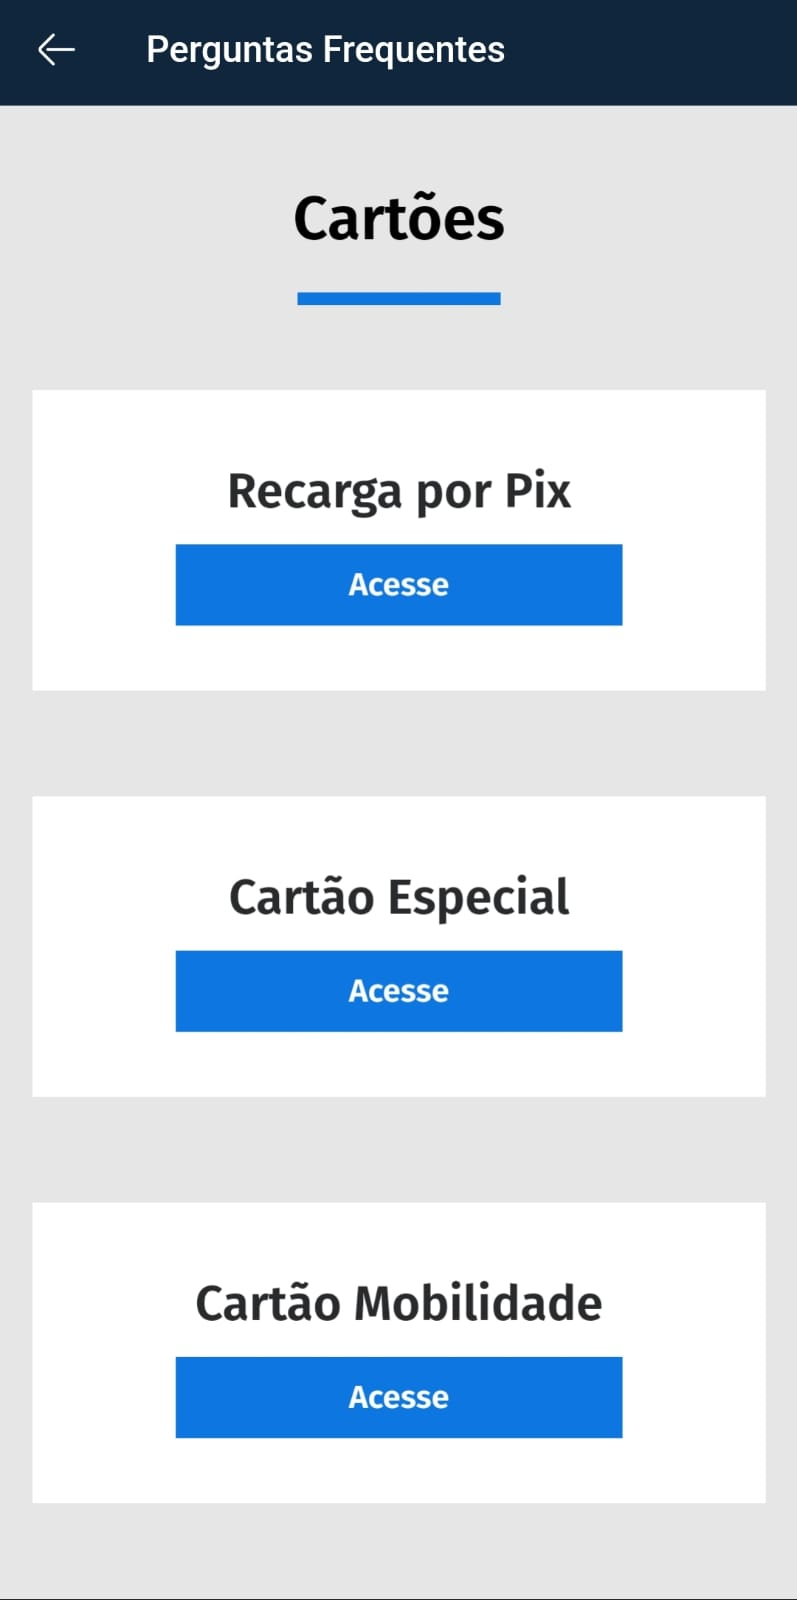 Perguntas Frequentes
Cartões
Recarga por Pix
Acesse
Cartão Especial
Acesse
Cartão Mobilidade
Acesse